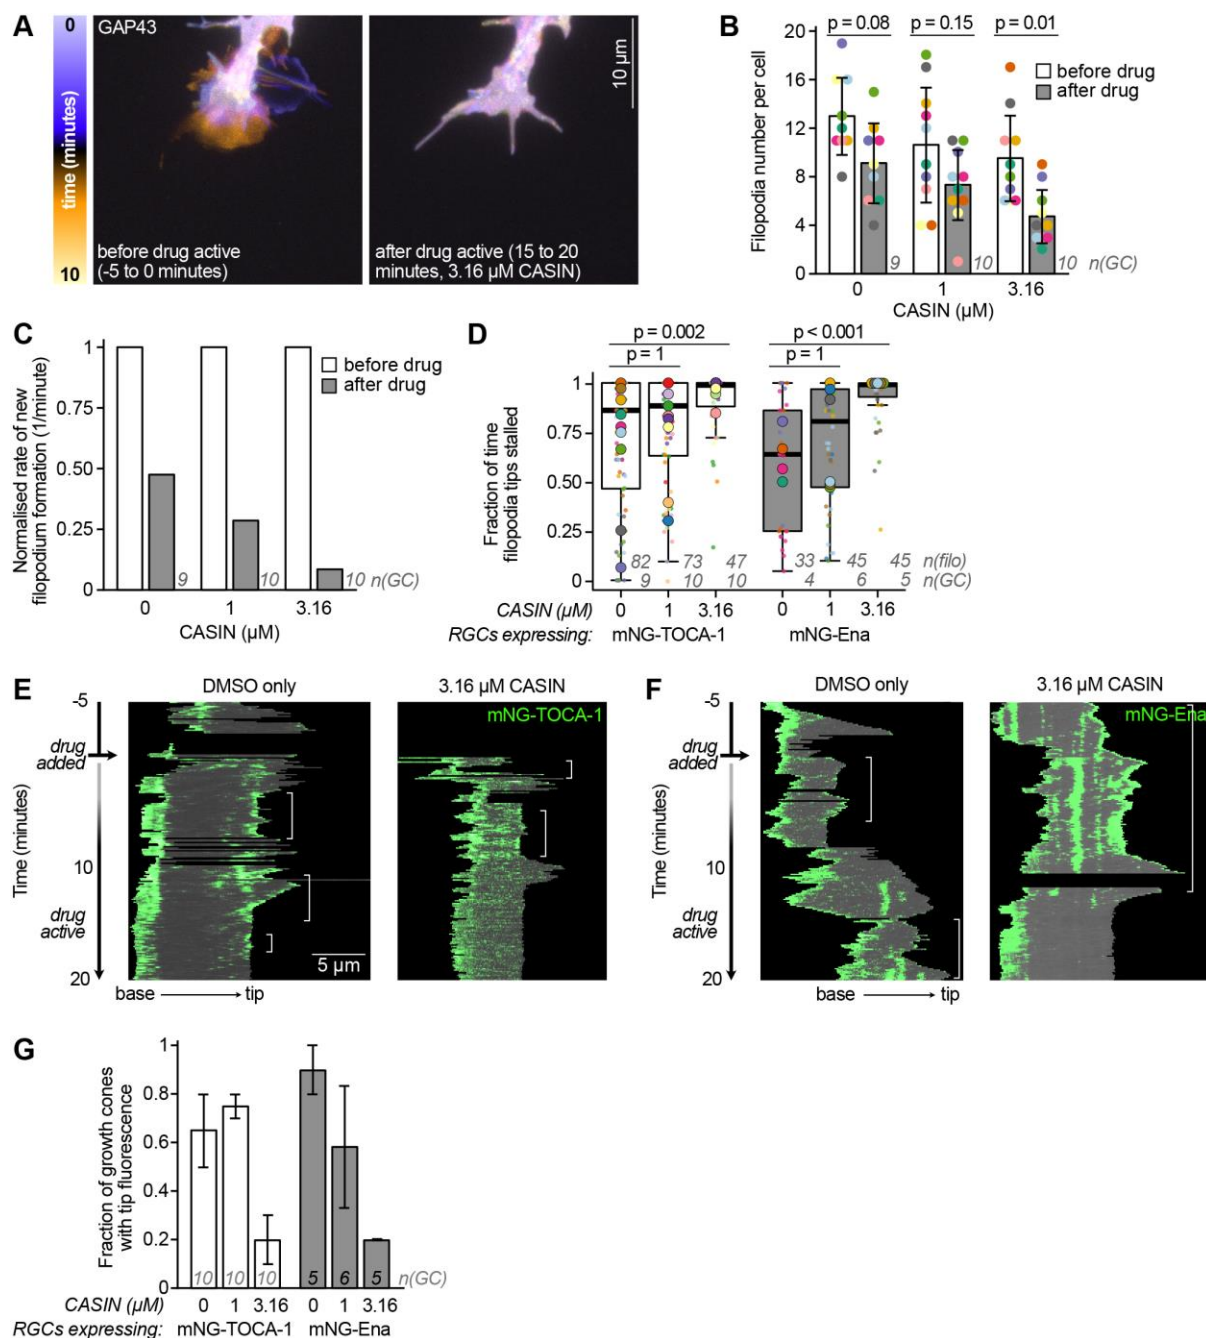 A
0
time (minutes)
10
GAP43
10 µm
before drug active
(-5 to 0 minutes)
after drug active (15 to 20
minutes, 3.16 µM CASIN)
B
p = 0.08
p = 0.15
p = 0.01
before drug
after drug
Filopodia number per cell
20
16
12
8
4
0
9
10
10
n(GC)
0
1
3.16
CASIN (µM)
C
before drug
after drug
Normalised rate of new
filopodium formation (1/minute)
1
0.75
0.50
0.25
0
9
10
10 n(GC)
0
1
3.16
CASIN (µM)
D
p = 0.002
p < 0.001
p = 1
p = 1
Fraction of time
filopodia tips stalled
1
0.75
0.50
0.25
0
82 73 47 33 45 45 n(filo)
9 10 10 4 6 5 n(GC)
CASIN (µM) 0 1 3.16 0 1 3.16
RGCs expressing: mNG-TOCA-1 mNG-Ena
E
DMSO only
3.16 µM CASIN
mNG-TOCA-1
-5
drug
added
Time (minutes)
10
drug
active
20
5 µm
base
tip
F
DMSO only
3.16 µM CASIN
mNG-Ena
-5
drug
added
Time (minutes)
10
drug
active
20
base
tip
G
Fraction of growth cones
with tip fluorescence
1
0.8
0.6
0.4
0.2
0
10 10 10 5 6 5 n(GC)
CASIN (µM) 0 1 3.16 0 1 3.16
RGCs expressing: mNG-TOCA-1 mNG-Ena